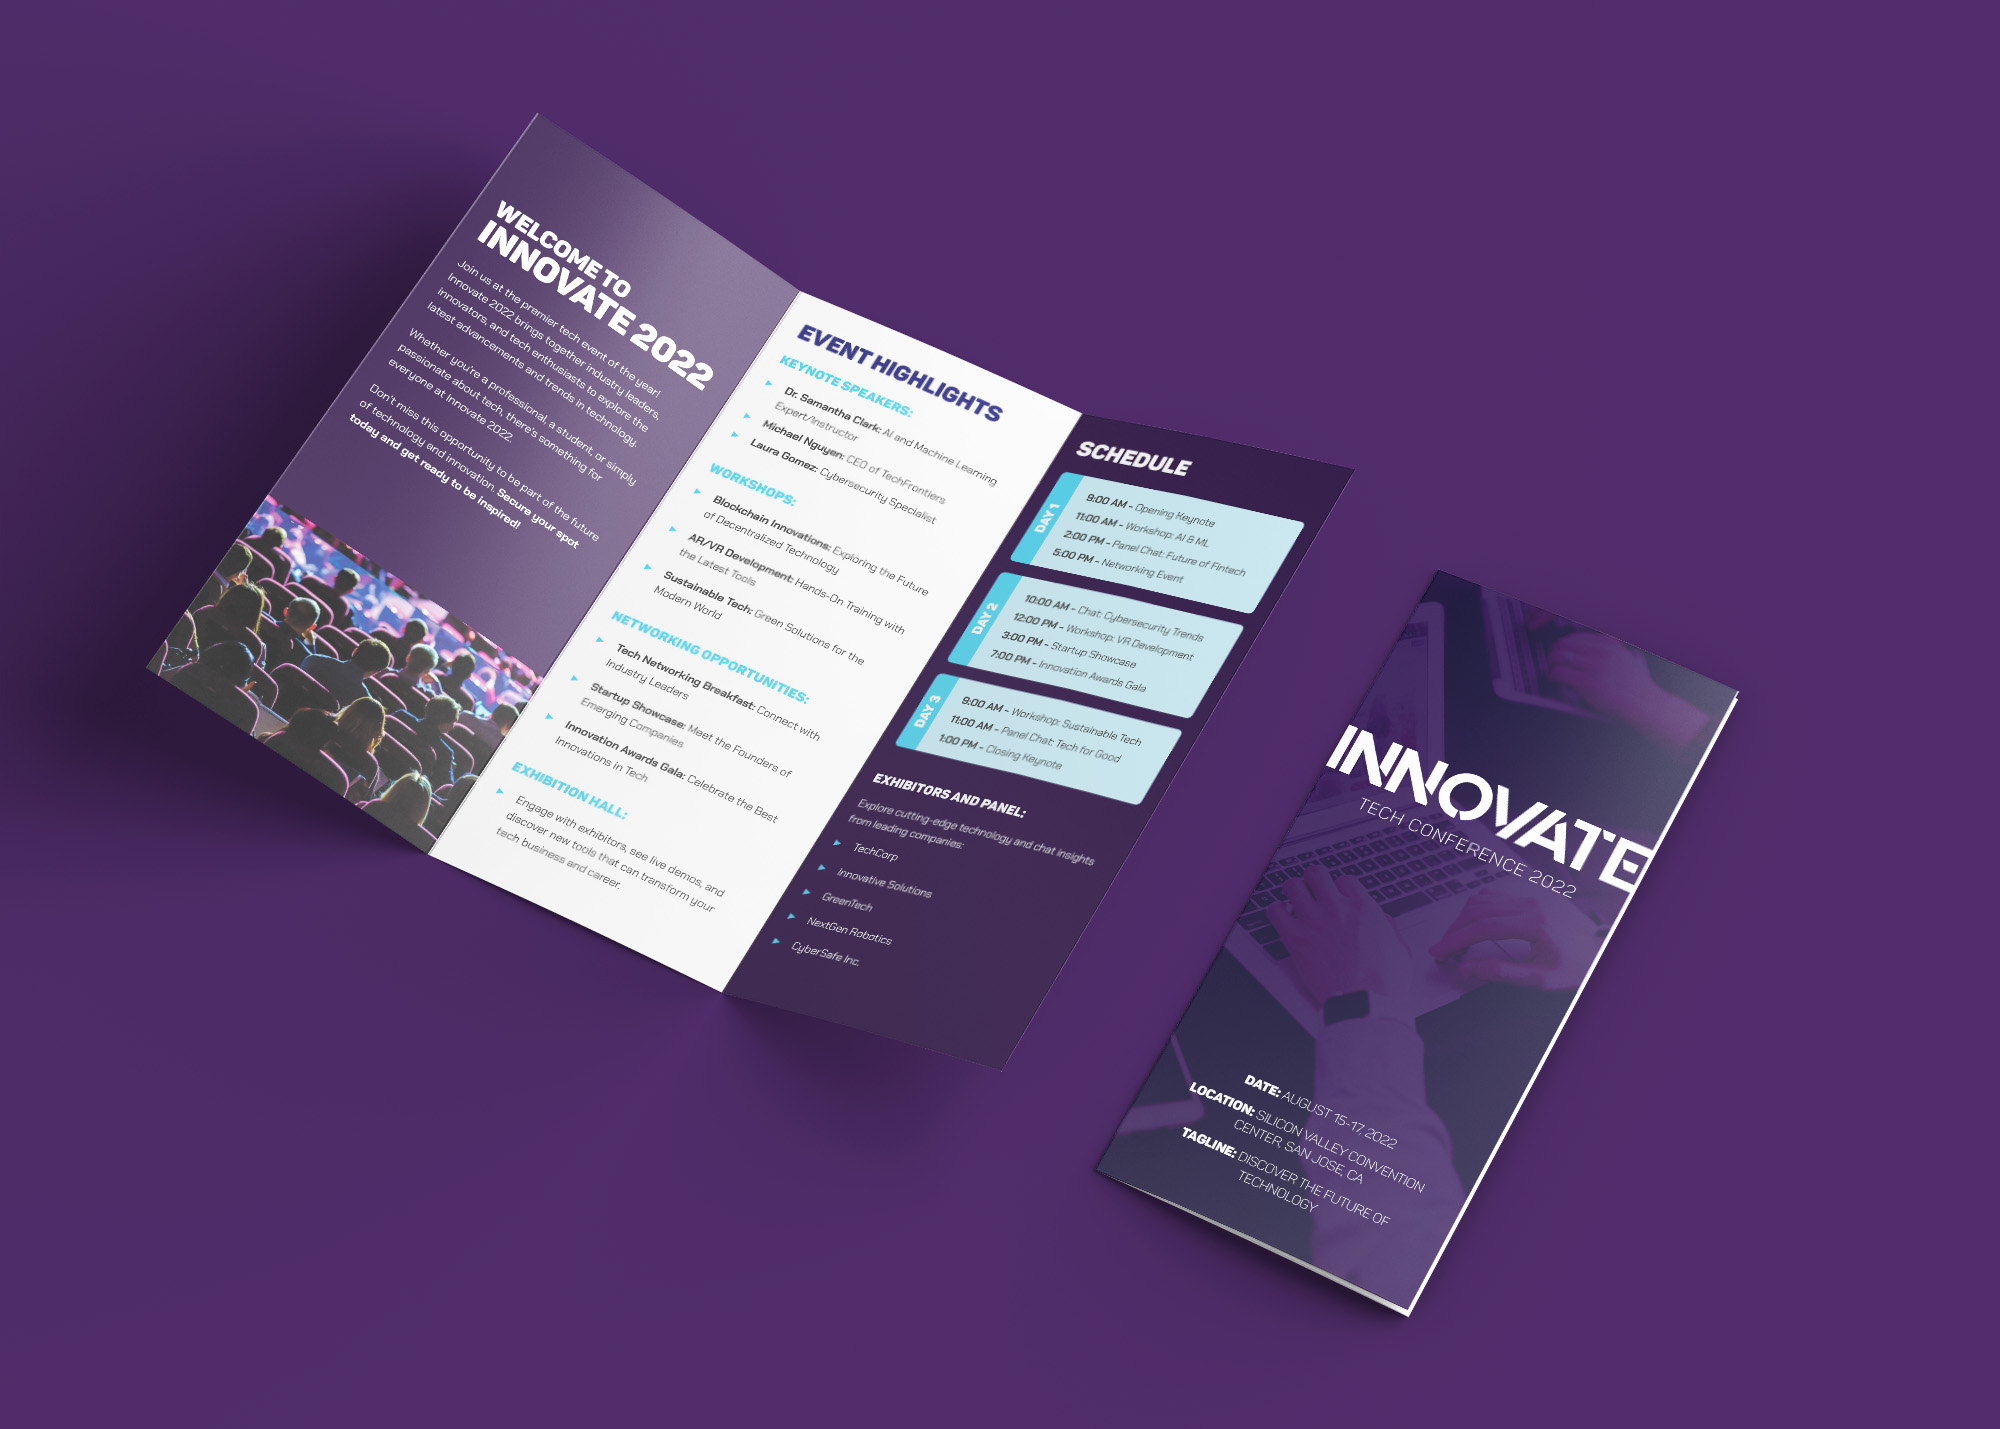 WELCOME TO
INNOVATE 2022
Join us at the premier tech event of the year!
Innovate 2022 brings together industry leaders,
innovators, and tech enthusiasts to explore the
latest advancements and trends in technology.
Whether you're a professional, a student, or simply
passionate about tech, there's something for
everyone at Innovate 2022.
Don't miss this opportunity to be part of the future
of technology and innovation. Secure your spot
today and get ready to be inspired!
EVENT HIGHLIGHTS
KEYNOTE SPEAKERS:
Dr. Samantha Clark: AI and Machine Learning
Expert/Instructor
Michael Nguyen: CEO of TechFrontiers
Laura Gomez: Cybersecurity Specialist
WORKSHOPS:
Blockchain Innovations: Exploring the Future
of Decentralized Technology
AR/VR Development: Hands-On Training with
the Latest Tools
Sustainable Tech: Green Solutions for the
Modern World
NETWORKING OPPORTUNITIES:
Tech Networking Breakfast: Connect with
Industry Leaders
Startup Showcase: Meet the Founders of
Emerging Companies
Innovation Awards Gala: Celebrate the Best
Innovations in Tech
EXHIBITION HALL:
Engage with exhibitors, see live demos, and
discover new tools that can transform your
tech business and career.
SCHEDULE
DAY 1
9:00 AM - Opening Keynote
11:00 AM - Workshop: AI & ML
2:00 PM - Panel Chat: Future of Fintech
5:00 PM - Networking Event
DAY 2
10:00 AM - Chat: Cybersecurity Trends
12:00 PM - Workshop: VR Development
3:00 PM - Startup Showcase
7:00 PM - Innovation Awards Gala
DAY 3
9:00 AM - Workshop: Sustainable Tech
11:00 AM - Panel Chat: Tech for Good
1:00 PM - Closing Keynote
EXHIBITORS AND PANEL:
Explore cutting-edge technology and chat insights
from leading companies:
TechCorp
Innovative Solutions
GreenTech
NextGen Robotics
CyberSafe Inc.
INNOVATE
TECH CONFERENCE 2022
DATE: AUGUST 15-17, 2022
LOCATION: SILICON VALLEY CONVENTION
CENTER, SAN JOSE, CA
TAGLINE: DISCOVER THE FUTURE OF
TECHNOLOGY